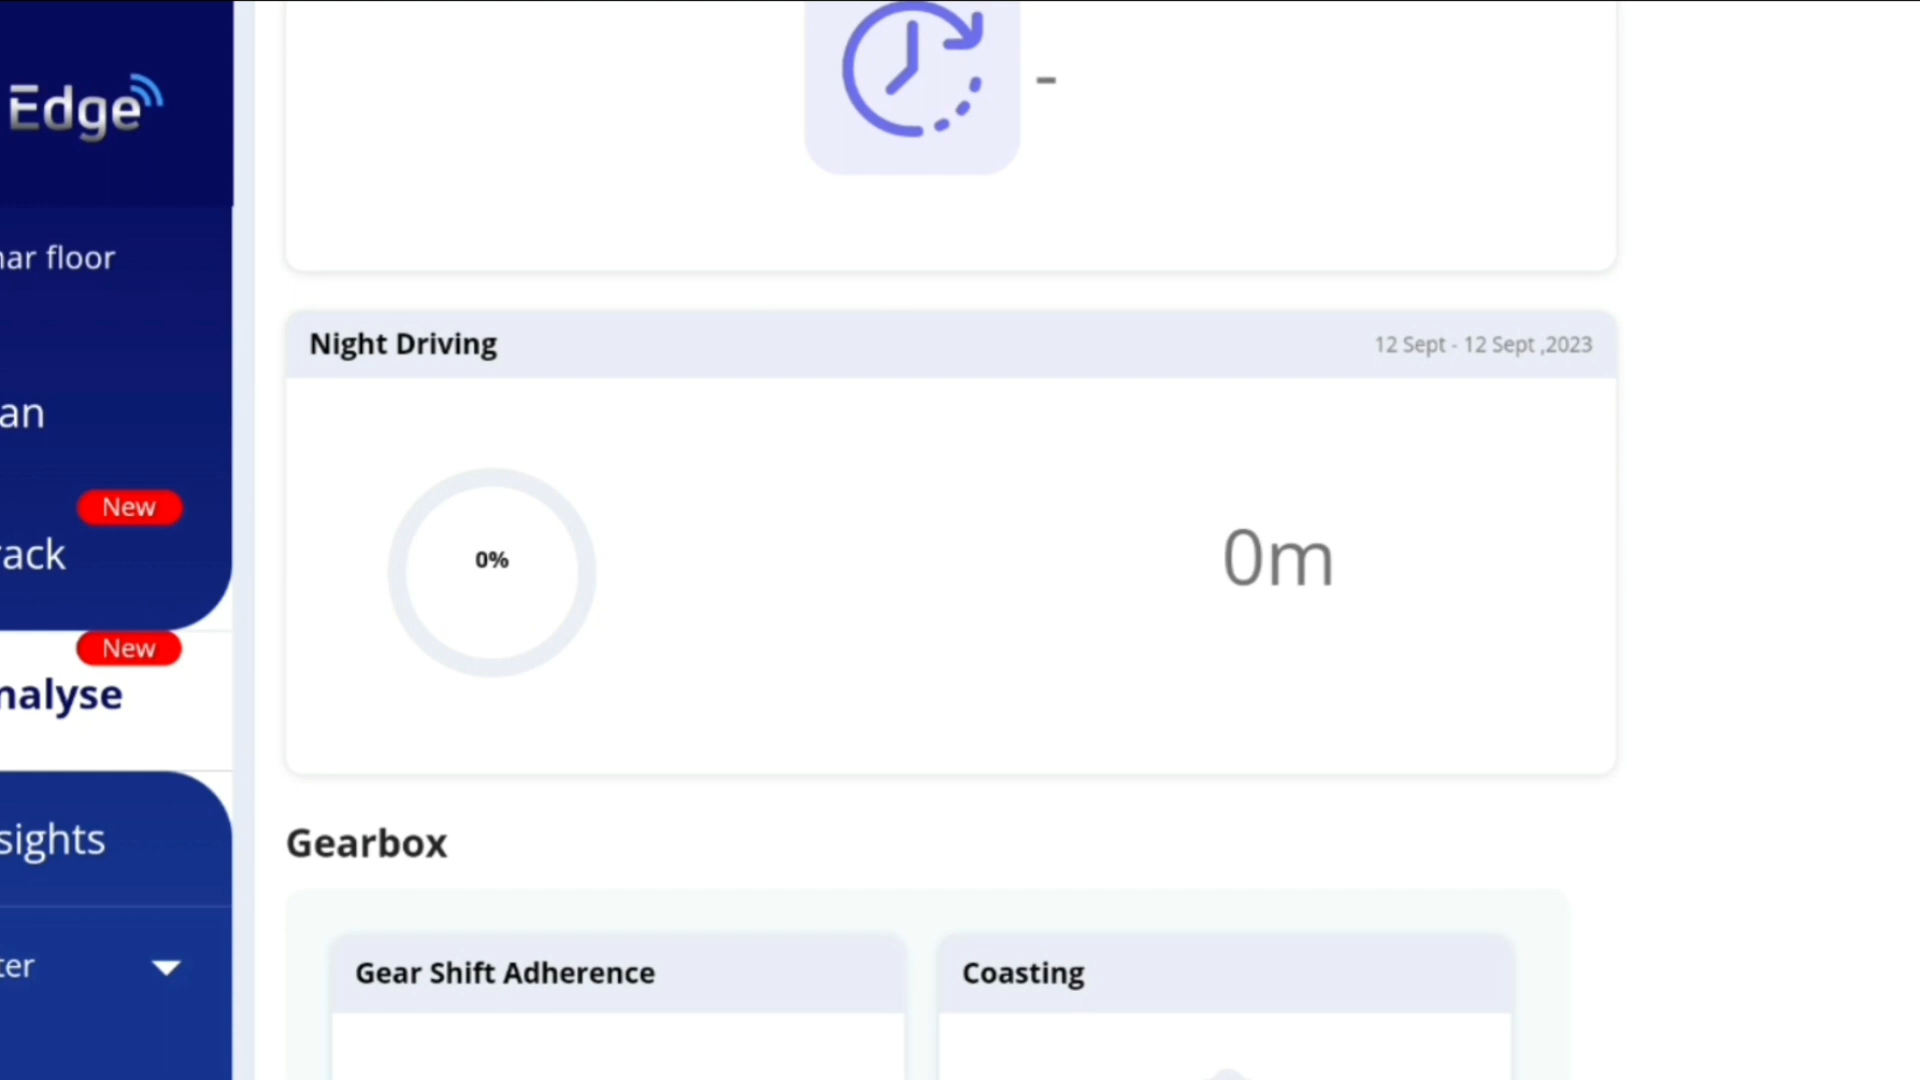 Edge
-
ar floor
Night Driving
12 Sept - 12 Sept ,2023
an
0%
0m
New
rack
New
nalyse
sights
Gearbox
ter
Gear Shift Adherence
Coasting